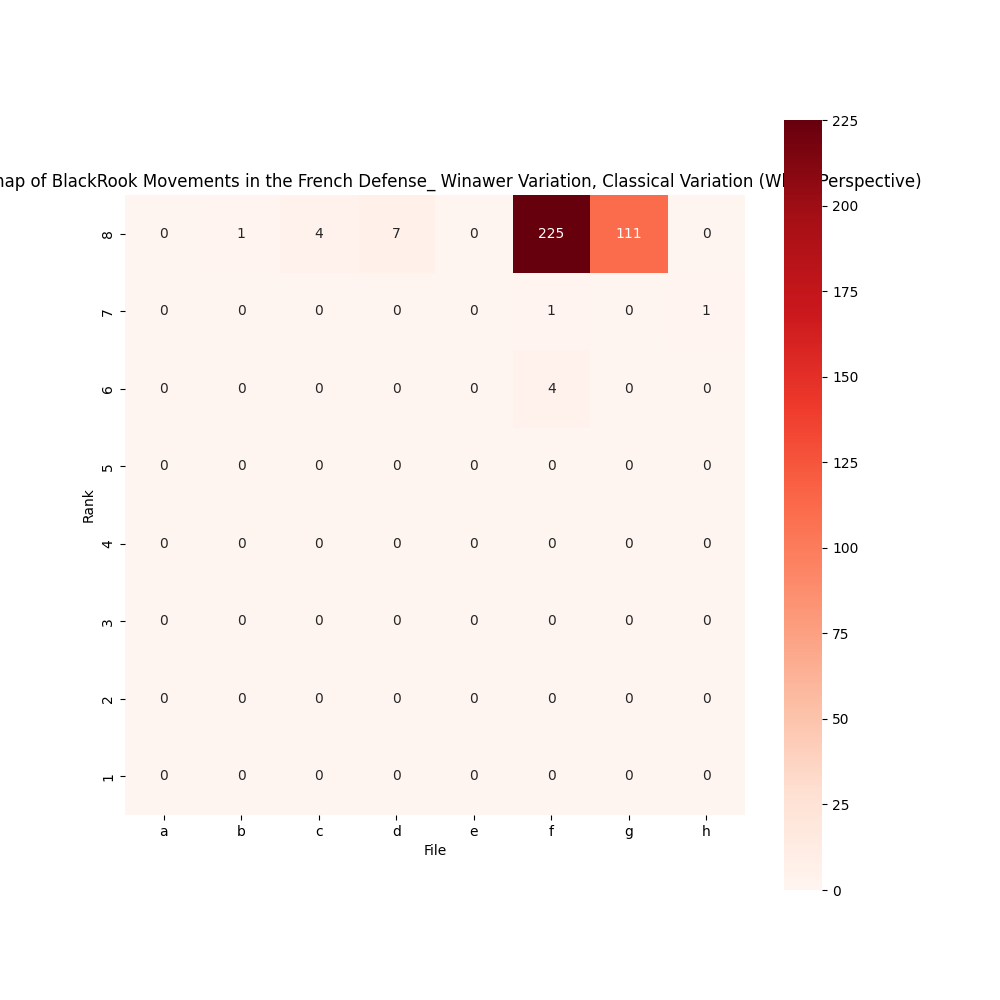 of BlackRook Movements in the French Defense_ Winawer Variation, Classical Variation Perspective)
225
200
175
150
125
100
75
50
25
0
8 0 1 4 7 0 225 111 0
7 0 0 0 0 0 1 0 1
6 0 0 0 0 0 4 0 0
5 0 0 0 0 0 0 0 0
4 0 0 0 0 0 0 0 0
3 0 0 0 0 0 0 0 0
2 0 0 0 0 0 0 0 0
1 0 0 0 0 0 0 0 0
a b c d e f g h
File
Rank